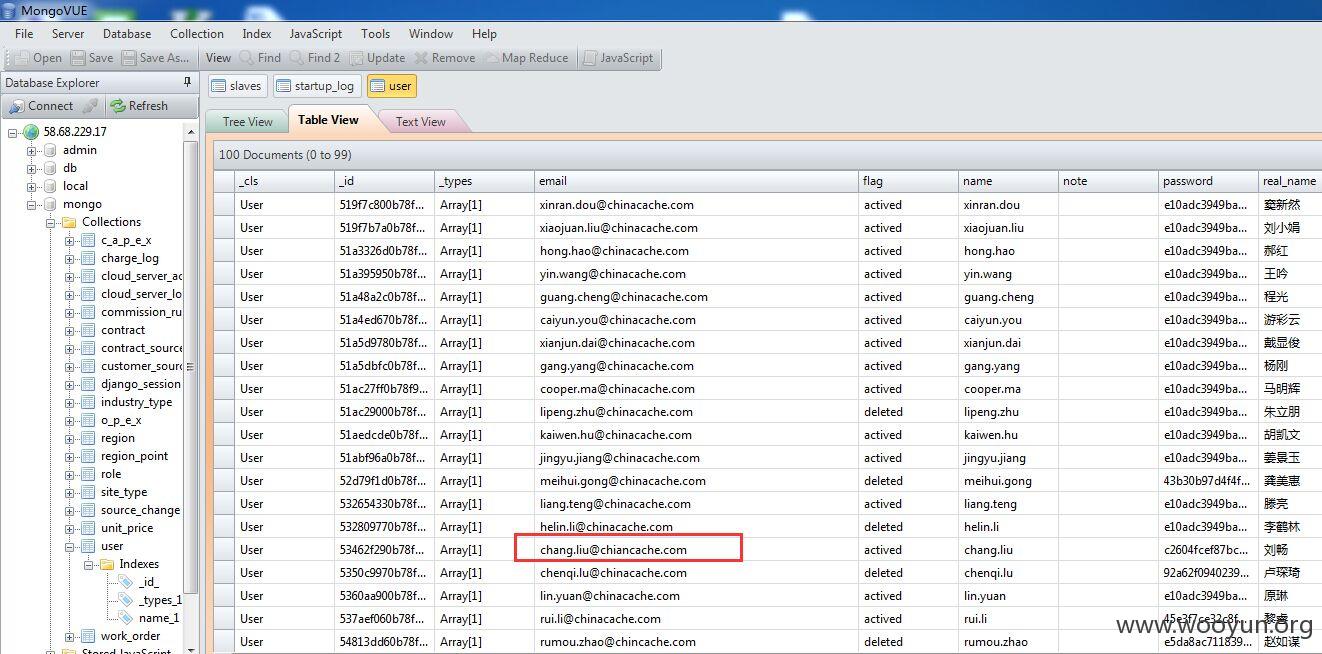 MongoVUE
File Server Database Collection Index JavaScript Tools Window Help
Open Save Save As... View Find Find 2 Update Remove Map Reduce JavaScript
Database Explorer
Connect Refresh
58.68.229.17
admin
db
local
mongo
Collections
c_a_p_e_x
charge_log
cloud_server_ac
cloud_server_lo
commission_ru
contract
contract_source
customer_sourc
django_session
industry_type
o_p_e_x
region
region_point
role
site_type
source_change
unit_price
user
Indexes
_id_
_types_1
name_1
work_order
Stored JavaScript
slaves startup_log user
Tree View Table View Text View
100 Documents (0 to 99)
_cls _id _types email flag name note password real_name
User 519f7c800b78f... Array[1] xinran.dou@chinacache.com actived xinran.dou e10adc3949ba... 窦新然
User 519f7b7a0b78f... Array[1] xiaojuan.liu@chinacache.com actived xiaojuan.liu e10adc3949ba... 刘小娟
User 51a3326d0b78f... Array[1] hong.hao@chinacache.com actived hong.hao e10adc3949ba... 郝红
User 51a395950b78f... Array[1] yin.wang@chinacache.com actived yin.wang e10adc3949ba... 王吟
User 51a48a2c0b78f... Array[1] guang.cheng@chinacache.com actived guang.cheng e10adc3949ba... 程光
User 51a4ed670b78f... Array[1] caiyun.you@chinacache.com actived caiyun.you e10adc3949ba... 游彩云
User 51a5d9780b78f... Array[1] xianjun.dai@chinacache.com actived xianjun.dai e10adc3949ba... 戴显俊
User 51a5dbfc0b78f... Array[1] gang.yang@chinacache.com actived gang.yang e10adc3949ba... 杨刚
User 51ac27ff0b78f9... Array[1] cooper.ma@chinacache.com actived cooper.ma e10adc3949ba... 马明辉
User 51ac29000b78f... Array[1] lipeng.zhu@chinacache.com deleted lipeng.zhu e10adc3949ba... 朱立朋
User 51aedcde0b78f... Array[1] kaiwen.hu@chinacache.com actived kaiwen.hu e10adc3949ba... 胡凯文
User 51abf96a0b78f... Array[1] jingyu.jiang@chinacache.com actived jingyu.jiang e10adc3949ba... 姜景玉
User 52d79f1d0b78f... Array[1] meihui.gong@chinacache.com deleted meihui.gong 43b30b97d4f4f... 龚美惠
User 532654330b78f... Array[1] liang.teng@chinacache.com actived liang.teng e10adc3949ba... 滕亮
User 532809770b78f... Array[1] helin.li@chinacache.com deleted helin.li e10adc3949ba... 李鹤林
User 53462f290b78f... Array[1] chang.liu@chiancache.com actived chang.liu c2604fcef87bc... 刘畅
User 5350c9970b78f... Array[1] chenqi.lu@chinacache.com deleted chenqi.lu 92a62f0940239... 卢琛琦
User 5360aa900b78f... Array[1] lin.yuan@chinacache.com actived lin.yuan e10adc3949ba... 原琳
User 537aef060b78f... Array[1] rui.li@chinacache.com actived rui.li 黎睿
User 54813dd60b78f... Array[1] rumou.zhao@chinacache.com deleted rumou.zhao e5da8ac711839... 赵如谋
www.wooyun.org